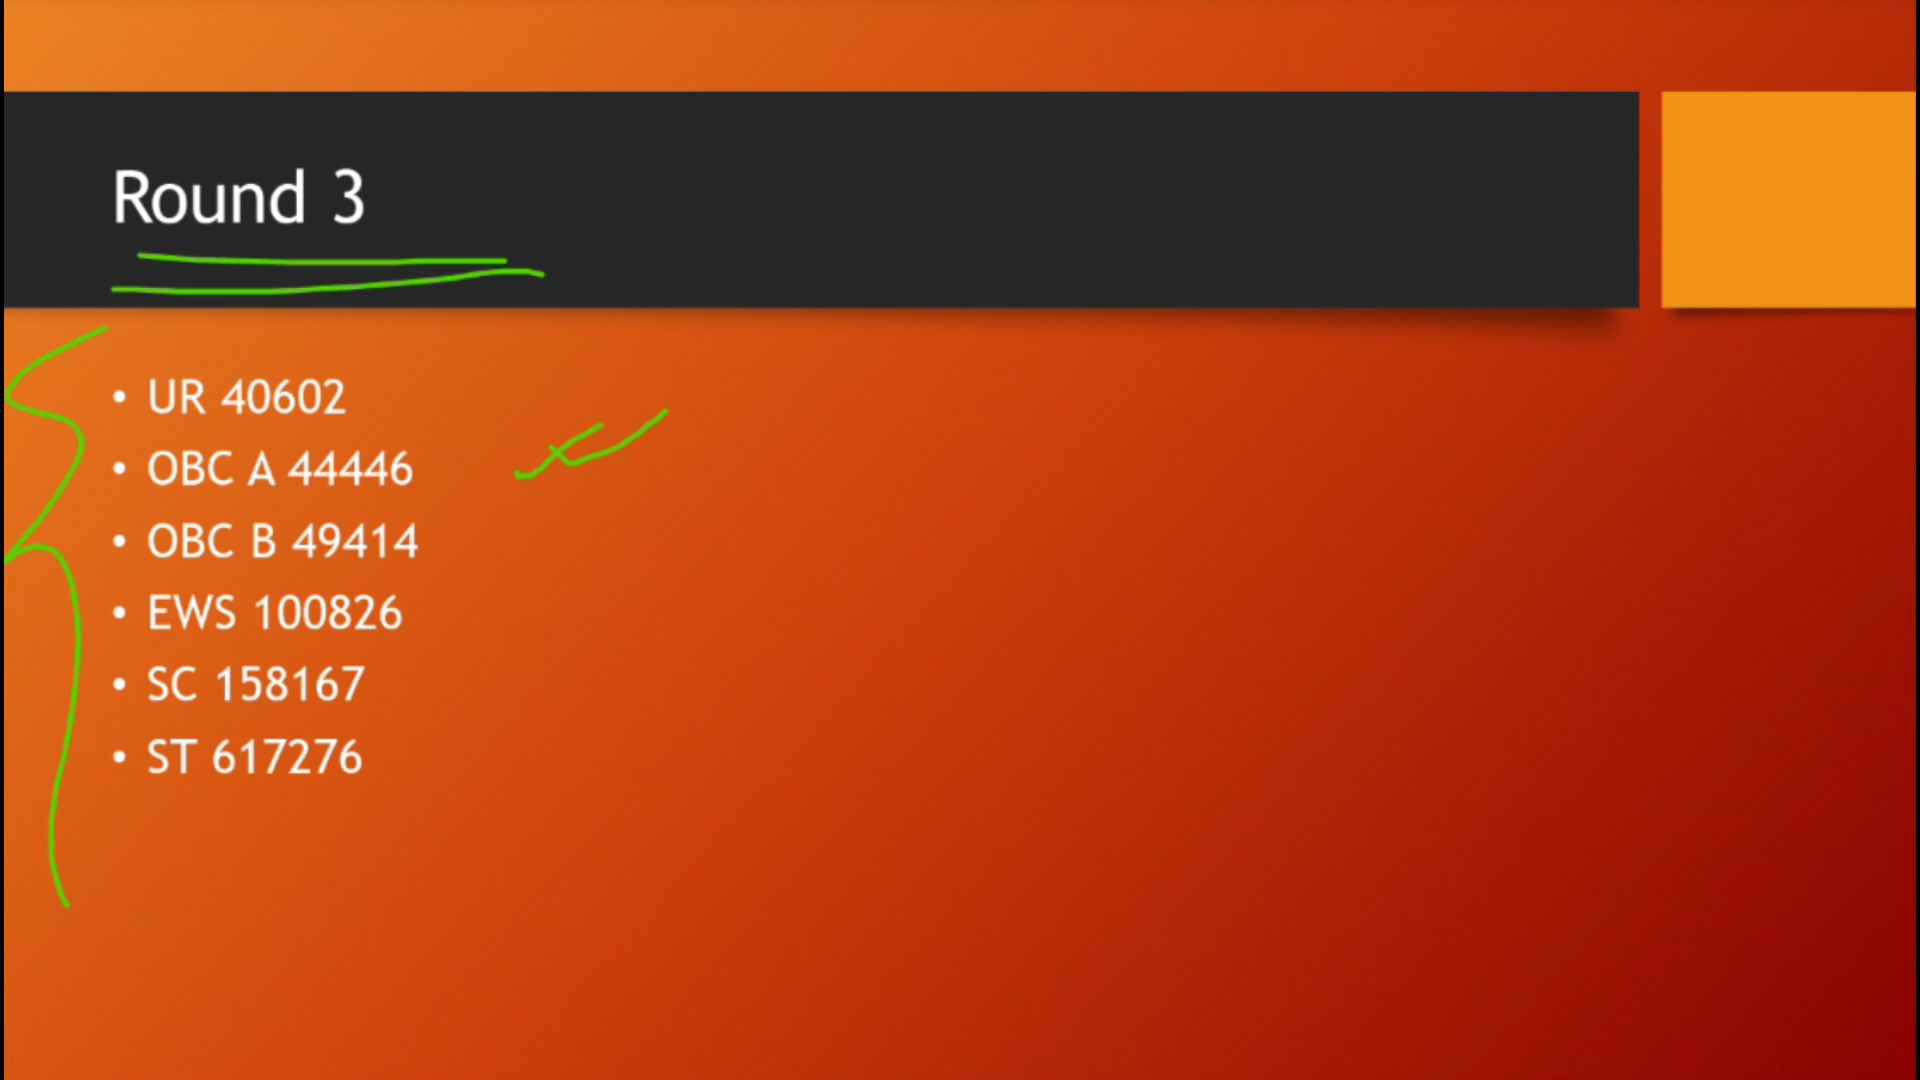 Round 3
• UR 40602
• OBC A 44446
• OBC B 49414
• EWS 100826
• SC 158167
• ST 617276